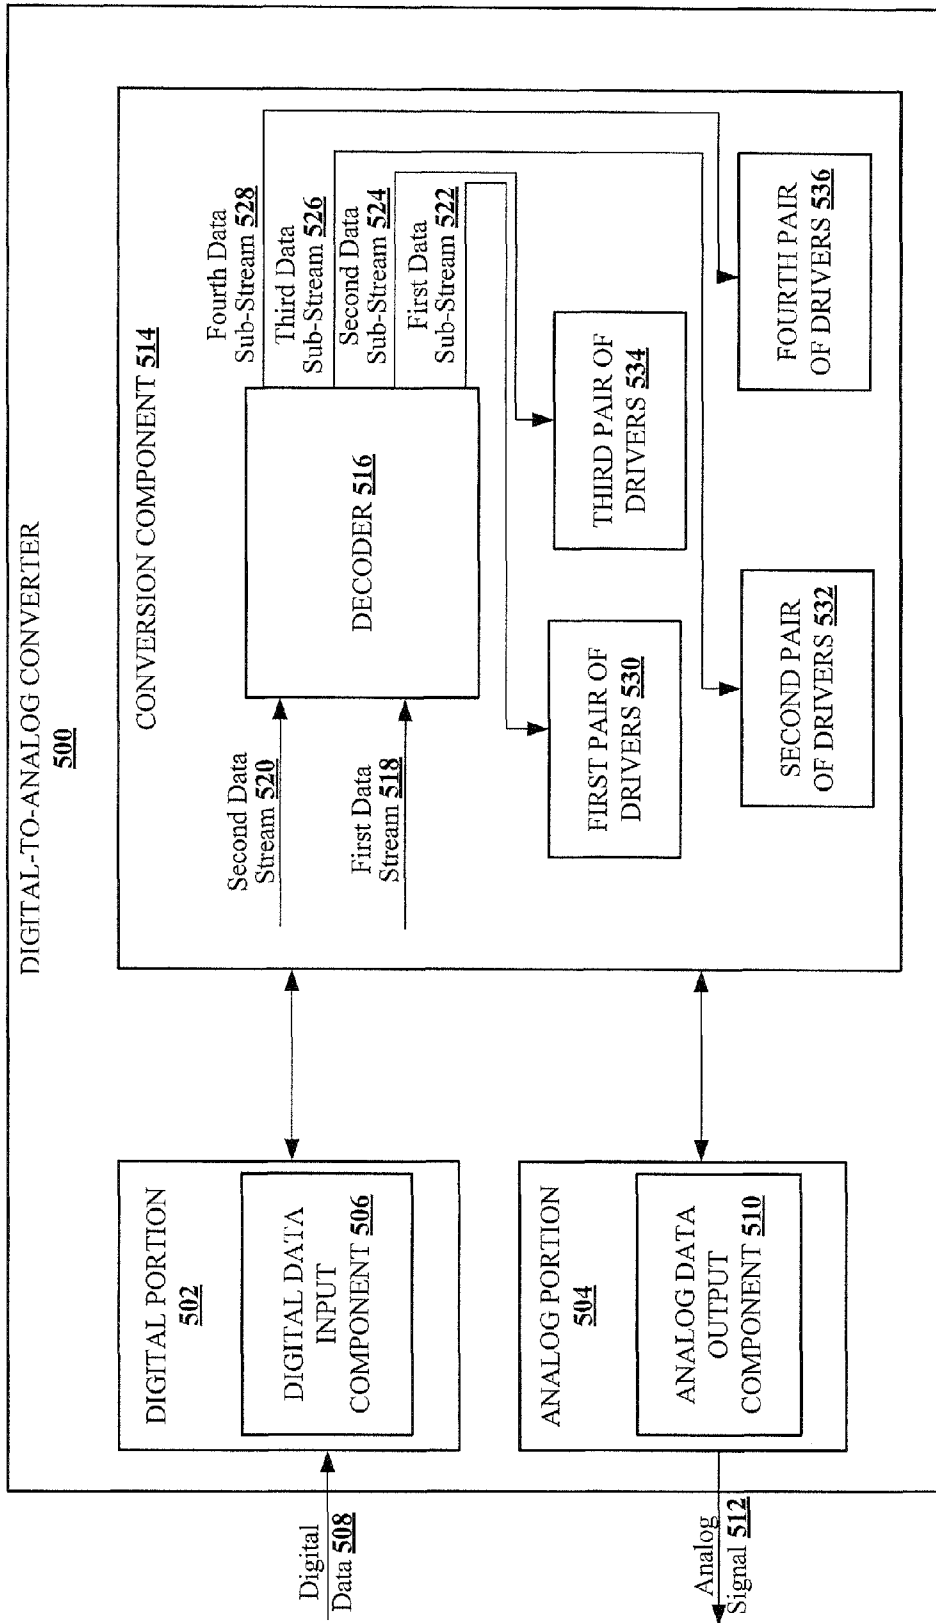 DIGITAL-TO-ANALOG CONVERTER
500
Digital
Data 508
DIGITAL PORTION
502
DIGITAL DATA
INPUT
COMPONENT 506
Analog
Signal 512
ANALOG PORTION
504
ANALOG DATA
OUTPUT
COMPONENT 510
CONVERSION COMPONENT 514
Second Data
Stream 520
First Data
Stream 518
DECODER 516
Fourth Data
Sub-Stream 528
Third Data
Sub-Stream 526
Second Data
Sub-Stream 524
First Data
Sub-Stream 522
FIRST PAIR OF
DRIVERS 530
THIRD PAIR OF
DRIVERS 534
SECOND PAIR
OF DRIVERS 532
FOURTH PAIR
OF DRIVERS 536